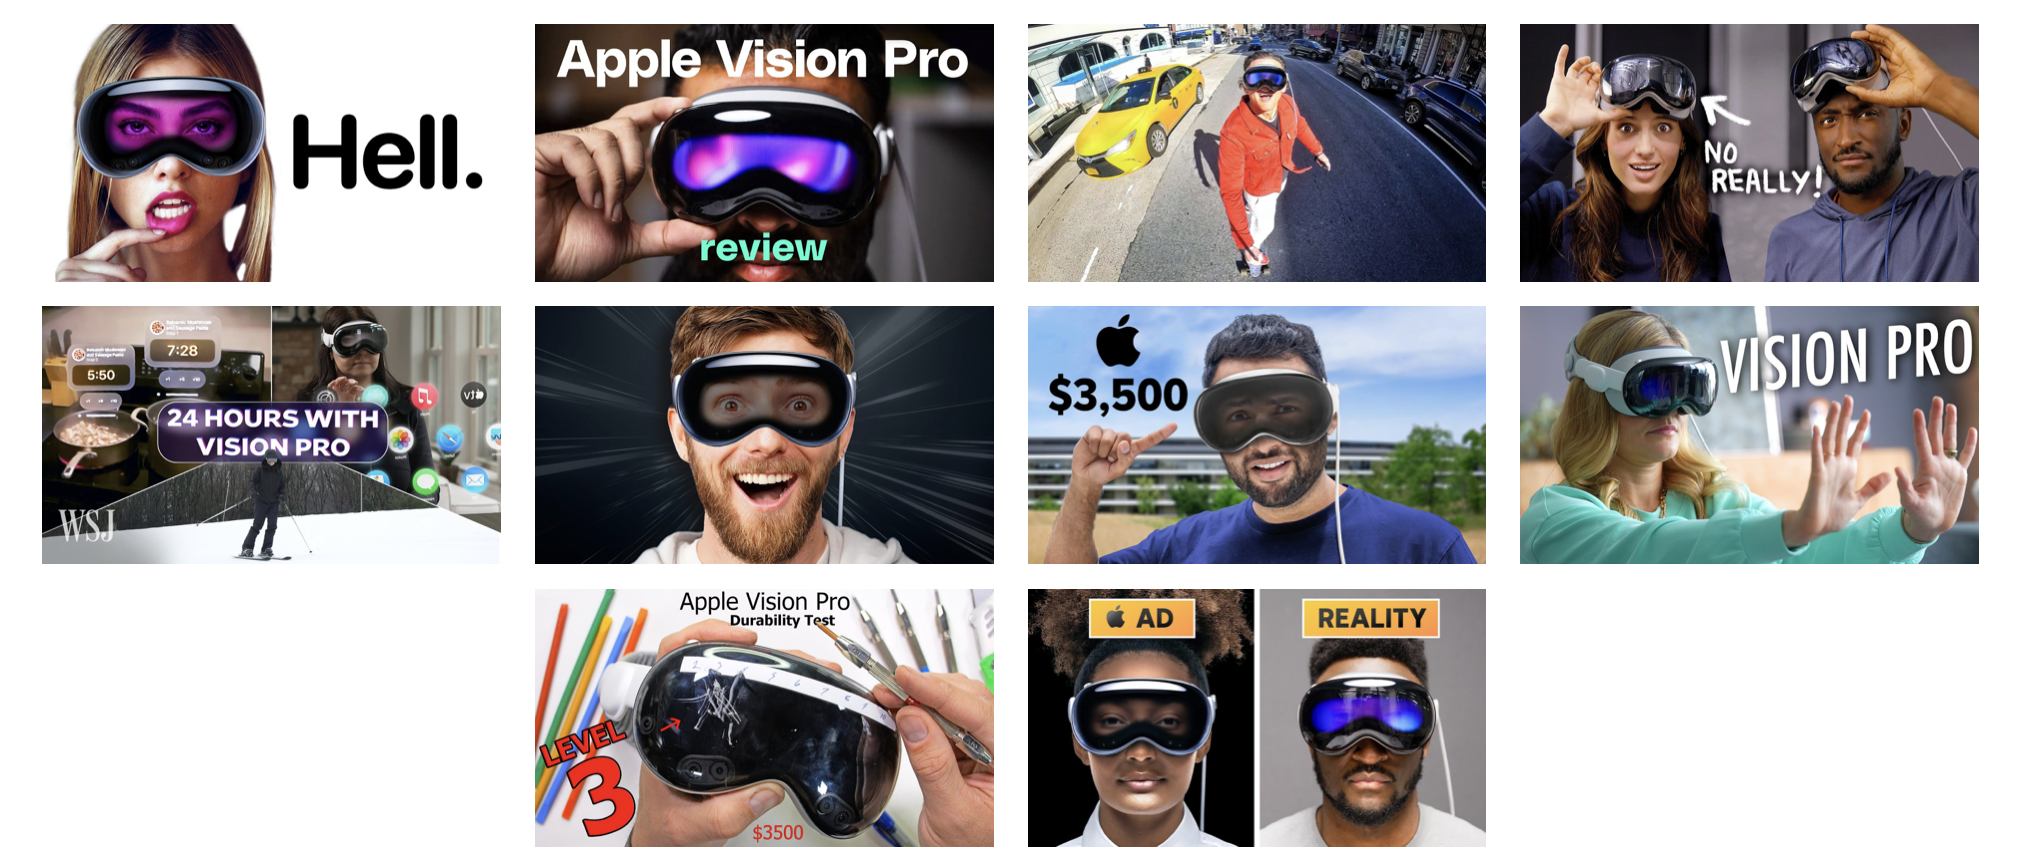 Hell.
Apple Vision Pro
review
NO
REALLY!
7:28
5:50
24 HOURS WITH
VISION PRO
WSJ
$3,500
VISION PRO
Apple Vision Pro
Durability Test
LEVEL
3
$3500
AD
REALITY